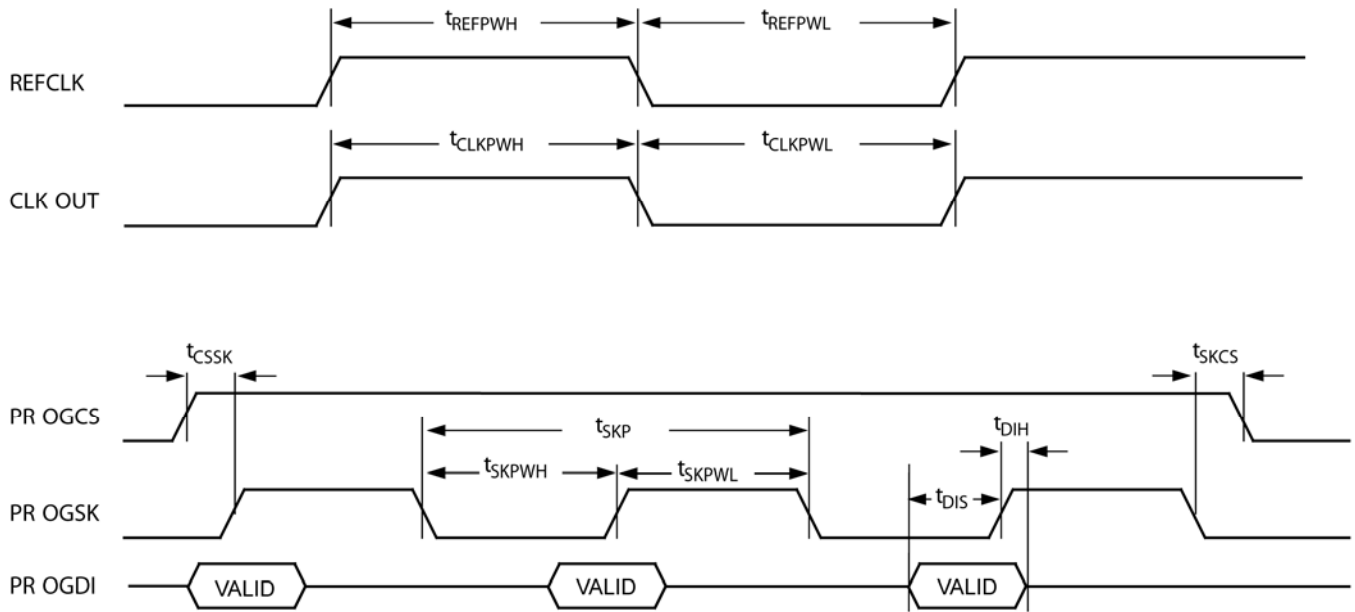 tREFPWH tREFPWL
REFCLK
tCLKPWH tCLKPWL
CLK OUT
tCSSK tSKCS
PR OGCS
tSKP tDIH
tSKPWH tSKPWL
tDIS
PR OGSK
PR OGDI VALID VALID VALID